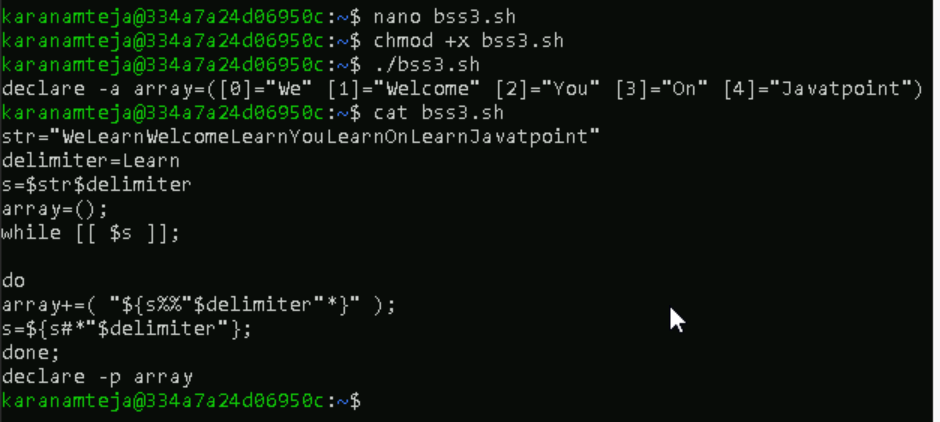 karanamteja@334a7a24d06950c:~$ nano bss3.sh
karanamteja@334a7a24d06950c:~$ chmod +x bss3.sh
karanamteja@334a7a24d06950c:~$ ./bss3.sh
declare -a array=([0]="We" [1]="Welcome" [2]="You" [3]="On" [4]="Javatpoint")
karanamteja@334a7a24d06950c:~$ cat bss3.sh
str="WeLearnWelcomeLearnYouLearnOnLearnJavatpoint"
delimiter=Learn
s=$str$delimiter
array=();
while [[ $s ]];
do
array+=( "${s%%"$delimiter"*}" );
s=${s#*"$delimiter"};
done;
declare -p array
karanamteja@334a7a24d06950c:~$